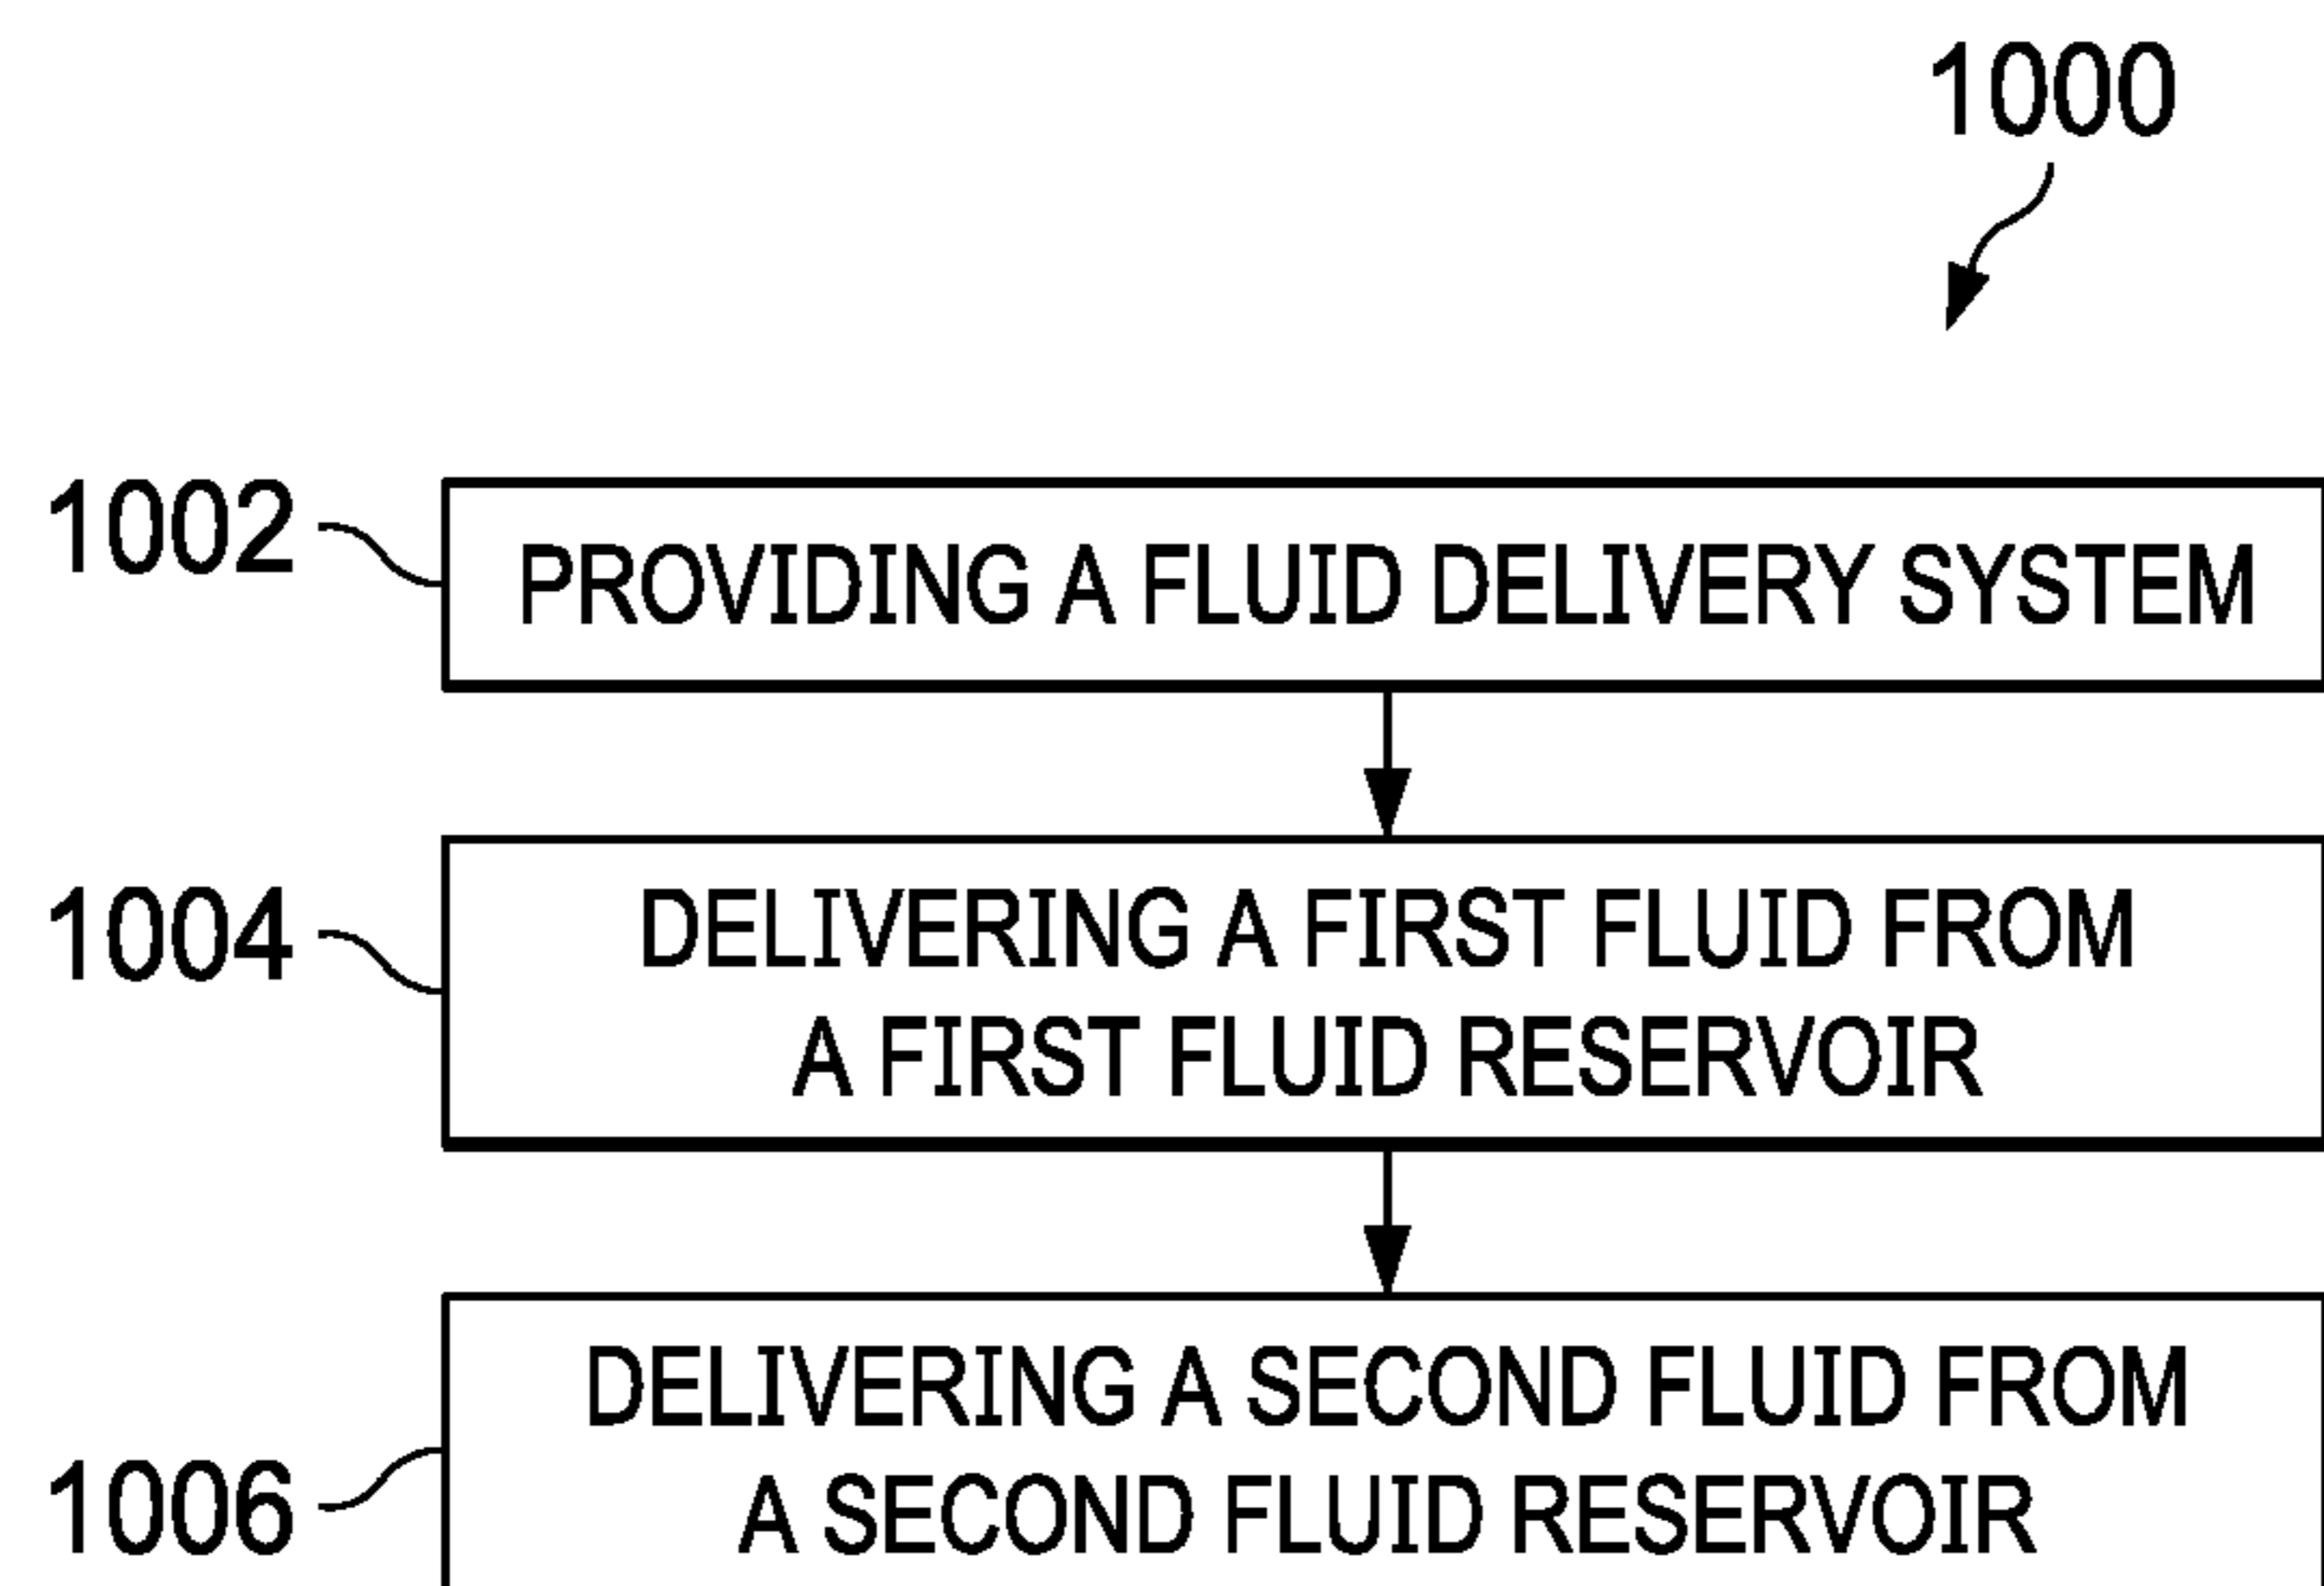 1000
1002
PROVIDING A FLUID DELIVERY SYSTEM
1004
DELIVERING A FIRST FLUID FROM
A FIRST FLUID RESERVOIR
1006
DELIVERING A SECOND FLUID FROM
A SECOND FLUID RESERVOIR